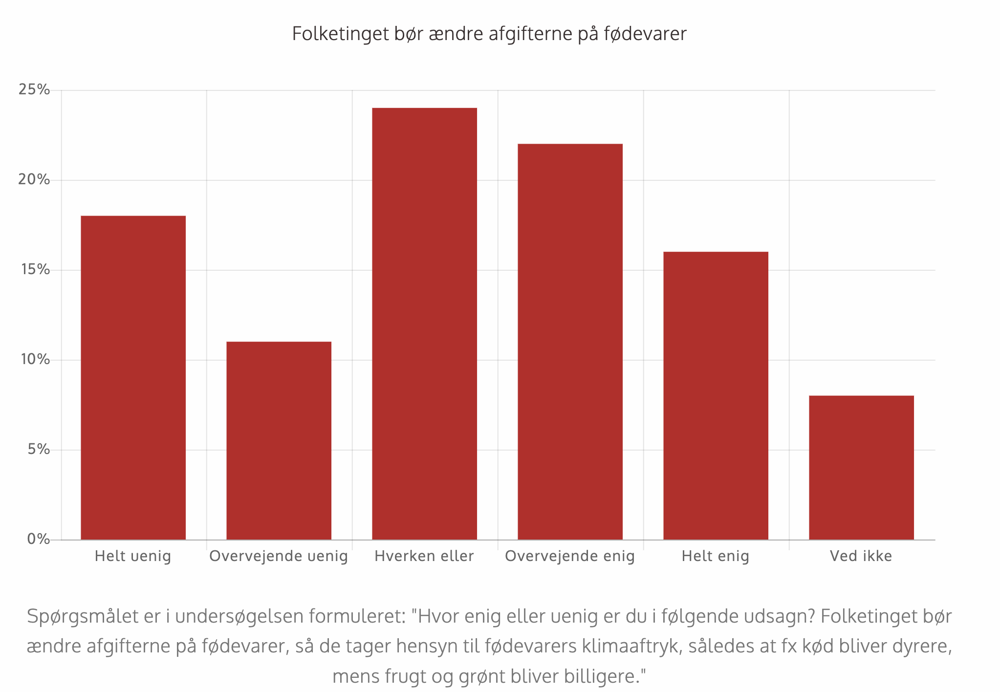 Folketinget bør ændre afgifterne på fødevarer
25%
20%
15%
10%
5%
0%
Helt uenig
Overvejende uenig
Hverken eller
Overvejende enig
Helt enig
Ved ikke
Spørgsmålet er i undersøgelsen formuleret: "Hvor enig eller uenig er du i følgende udsagn? Folketinget bør
ændre afgifterne på fødevarer, så de tager hensyn til fødevarers klimaaftryk, således at fx kød bliver dyrere,
mens frugt og grønt bliver billigere."